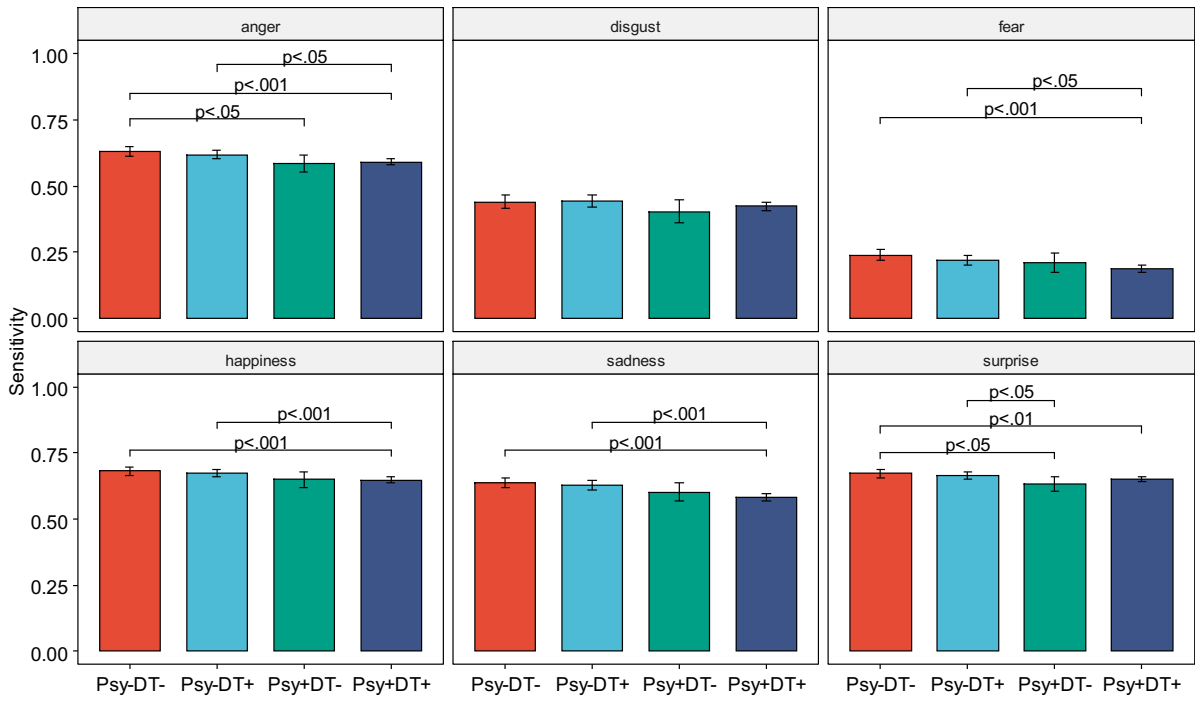 anger disgust fear
1.00
p<.05
p<.05
p<.001
p<.001
p<.05
0.75
0.50
0.25
0.00
Sensitivity
happiness sadness surprise
1.00
p<.05
p<.001
p<.001
p<.01
p<.001
p<.001
p<.05
0.75
0.50
0.25
0.00
Psy-DT- Psy-DT+ Psy+DT- Psy+DT+ Psy-DT- Psy-DT+ Psy+DT- Psy+DT+ Psy-DT- Psy-DT+ Psy+DT- Psy+DT+